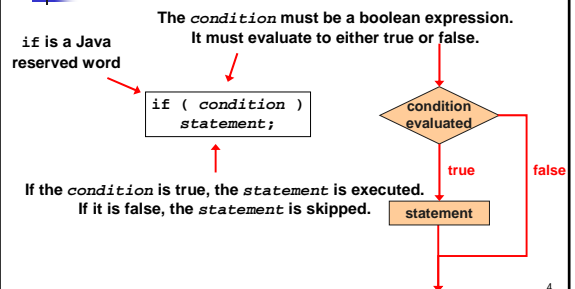 The condition must be a boolean expression.
It must evaluate to either true or false.
if is a Java
reserved word
if ( condition )
statement;
condition
evaluated
true
false
If the condition is true, the statement is executed.
If it is false, the statement is skipped.
statement
4